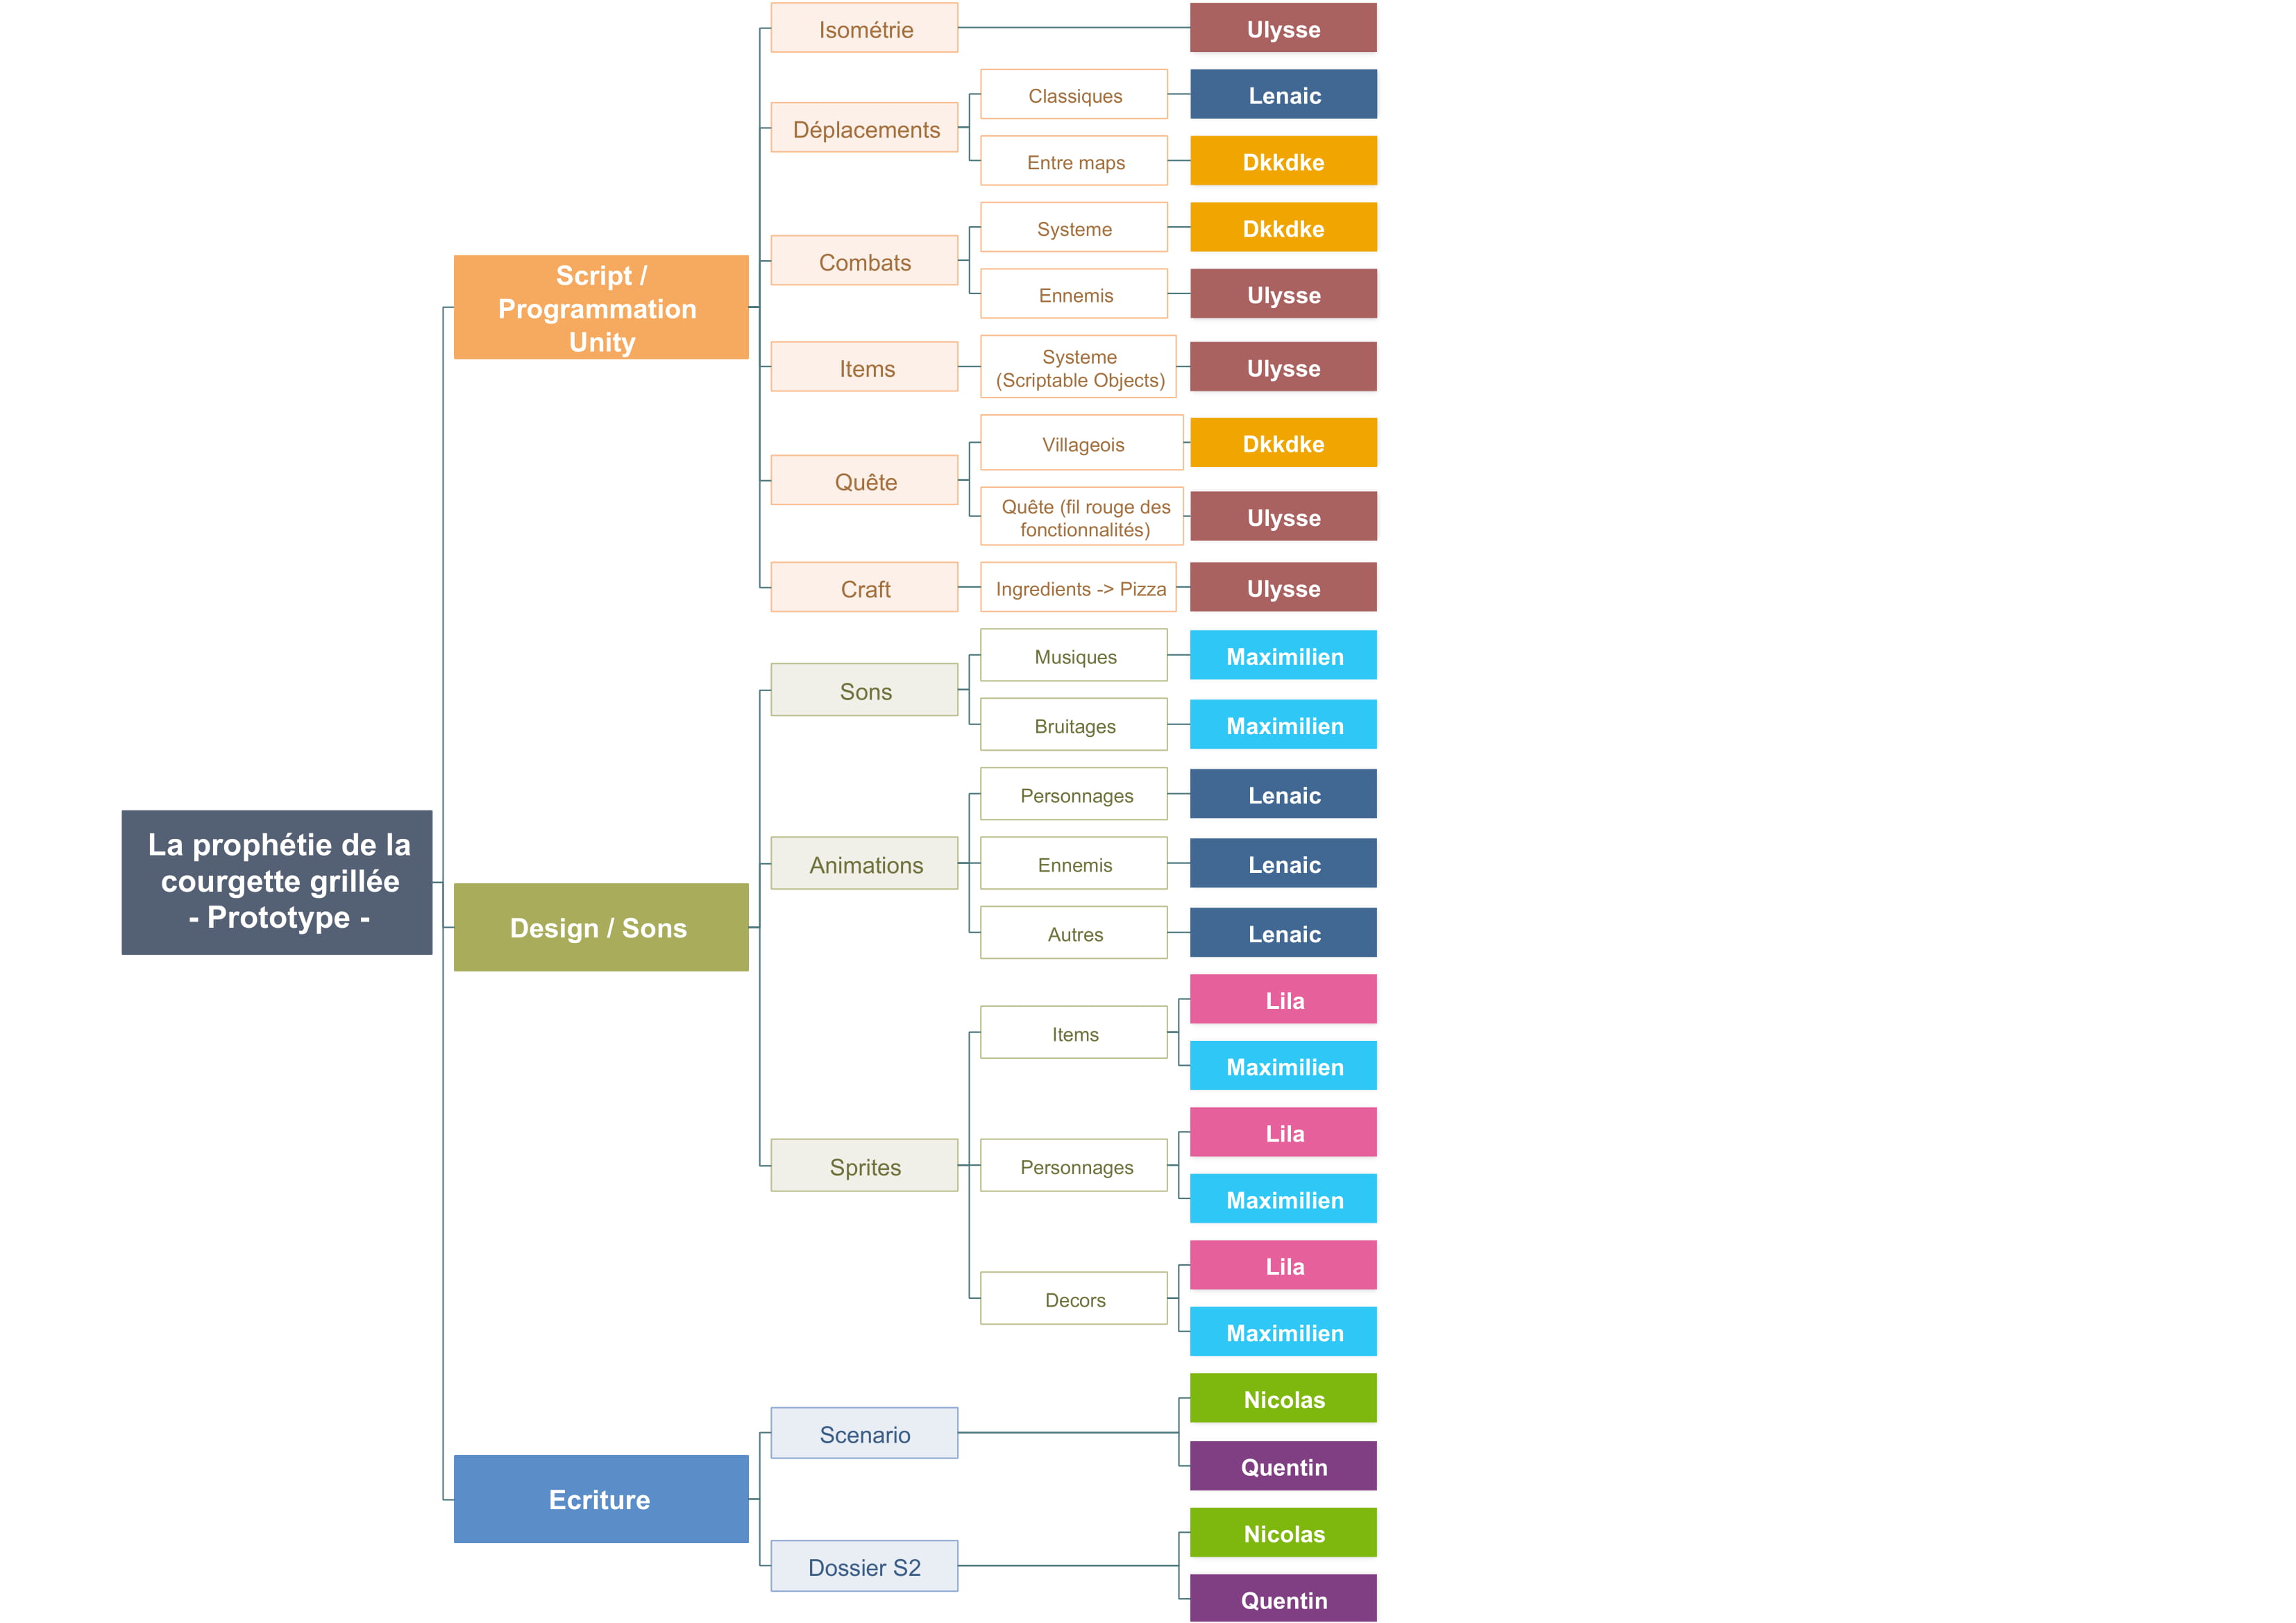 Isométrie
Ulysse
Classiques
Lenaic
Déplacements
Entre maps
Dkkdke
Systeme
Dkkdke
Combats
Ennemis
Ulysse
Script /
Programmation
Unity
Items
Systeme
(Scriptable Objects)
Ulysse
Villageois
Dkkdke
Quête
Quête (fil rouge des
fonctionnalités)
Ulysse
Craft
Ingredients -> Pizza
Ulysse
Musiques
Maximilien
Sons
Bruitages
Maximilien
Personnages
Lenaic
La prophétie de la
courgette grillée
- Prototype -
Animations
Ennemis
Lenaic
Design / Sons
Autres
Lenaic
Lila
Items
Maximilien
Lila
Sprites
Personnages
Maximilien
Lila
Decors
Maximilien
Nicolas
Scenario
Quentin
Ecriture
Nicolas
Dossier S2
Quentin